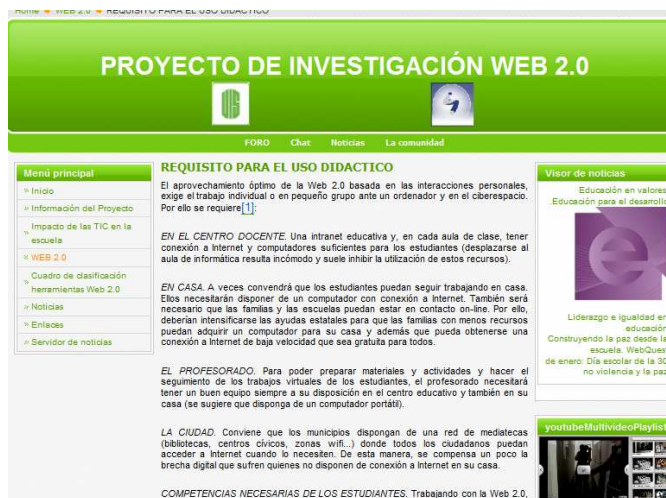 Home WEB 2.0 REQUISITO PARA EL USO DIDACTICO
PROYECTO DE INVESTIGACIÓN WEB 2.0
FORO Chat Noticias La comunidad
Menú principal
Inicio
Información del Proyecto
Impacto de las TIC en la
escuela
WEB 2.0
Cuadro de clasificación
herramientas Web 2.0
Noticias
Enlaces
Servidor de noticias
REQUISITO PARA EL USO DIDACTICO
El aprovechamiento óptimo de la Web 2.0 basada en las interacciones personales,
exige el trabajo individual o en pequeño grupo ante un ordenador y en el ciberespacio.
Por ello se requiere[1]:
EN EL CENTRO DOCENTE. Una intranet educativa y, en cada aula de clase, tener
conexión a Internet y computadores suficientes para los estudiantes (desplazarse al
aula de informática resulta incómodo y suele inhibir la utilización de estos recursos).
EN CASA. A veces convendrá que los estudiantes puedan seguir trabajando en casa.
Ellos necesitarán disponer de un computador con conexión a Internet. También será
necesario que las familias y las escuelas puedan estar en contacto on-line. Por ello,
deberían intensificarse las ayudas estatales para que las familias con menos recursos
puedan adquirir un computador para su casa y además que pueda obtenerse una
conexión a Internet de baja velocidad que sea gratuita para todos.
EL PROFESORADO. Para poder preparar materiales y actividades y hacer el
seguimiento de los trabajos virtuales de los estudiantes, el profesorado necesitará
tener un buen equipo siempre a su disposición en el centro educativo y también en su
casa (se sugiere que disponga de un computador portátil).
LA CIUDAD. Conviene que los municipios dispongan de una red de mediatecas
(bibliotecas, centros cívicos, zonas wifi...) donde todos los ciudadanos puedan
acceder a Internet cuando lo necesiten. De esta manera, se compensa un poco la
brecha digital que sufren quienes no disponen de conexión a Internet en su casa.
COMPETENCIAS NECESARIAS DE LOS ESTUDIANTES. Trabajando con la Web 2.0,
Visor de noticias
Educación en valores
.Educación para el desarrollo
e
Liderazgo e igualdad en
educación
Construyendo la paz desde la
escuela. WebQuest
de enero: Día escolar de la 30
no violencia y la paz
youtubeMultivideoPlaylist